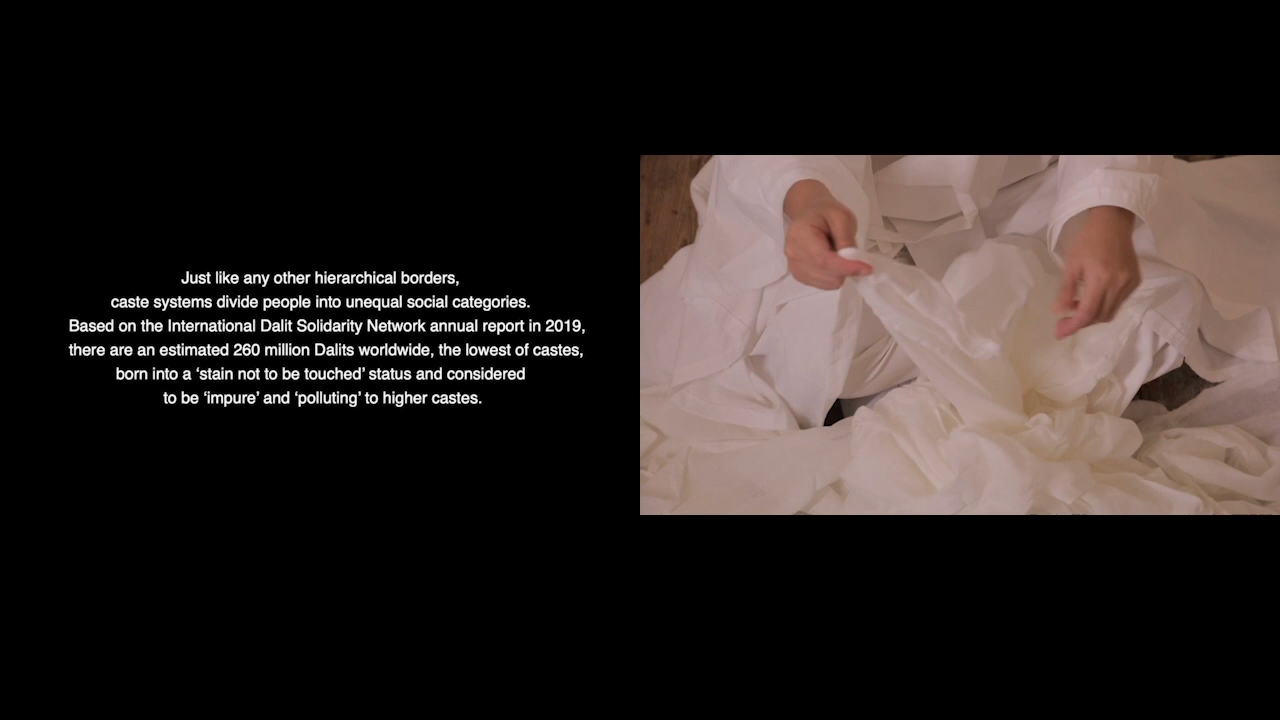 Just like any other hierarchical borders,
caste systems divide people into unequal social categories.
Based on the International Dalit Solidarity Network annual report in 2019,
there are an estimated 260 million Dalits worldwide, the lowest of castes,
born into a ‘stain not to be touched’ status and considered
to be ‘impure’ and ‘polluting’ to higher castes.